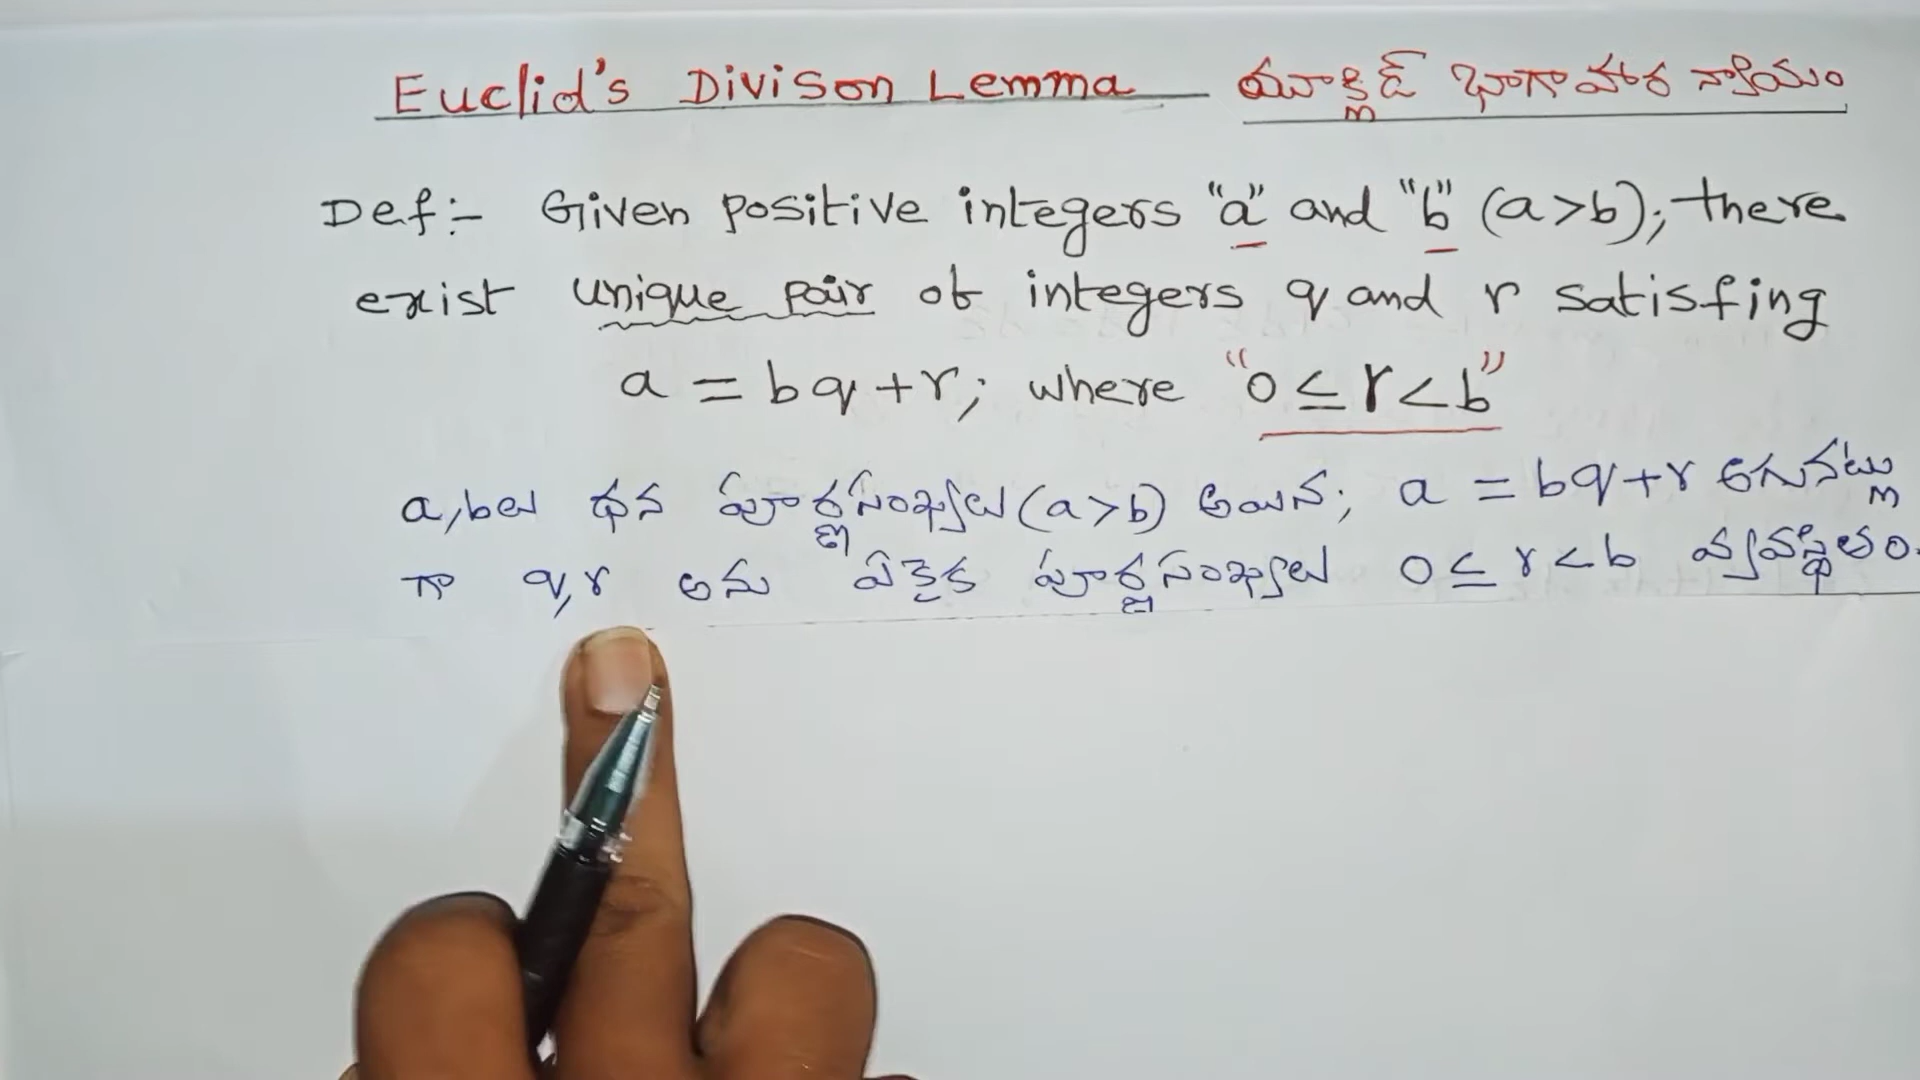 Euclid's Divison Lemma యూక్లిడ్ భాగాహార న్యాయం
Def:- Given positive integers "a" and "b" (a>b); there
exist unique pair of integers q and r satisfing
a = bq+r; where "0≤r<b"
a,bలు ధన పూర్ణసంఖ్యలు (a>b) అయిన; a = bq+r అగునట్లు
గా q,r అను ఏకైక పూర్ణసంఖ్యలు 0≤r<b వ్యవస్థితం.